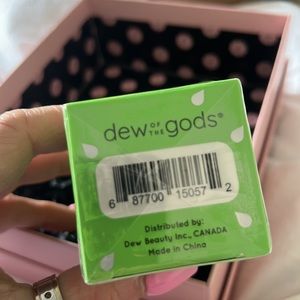 dew OF THE gods®
6 87700 15057 2
Distributed by:
Dew Beauty Inc., CANADA
Made in China